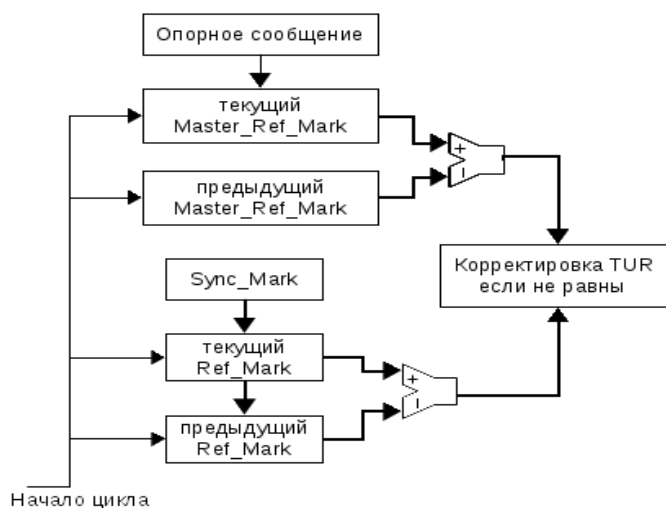 Опорное сообщение
текущий
Master_Ref_Mark
+
-
предыдущий
Master_Ref_Mark
Корректировка TUR
если не равны
Sync_Mark
текущий
Ref_Mark
+
-
предыдущий
Ref_Mark
Начало цикла